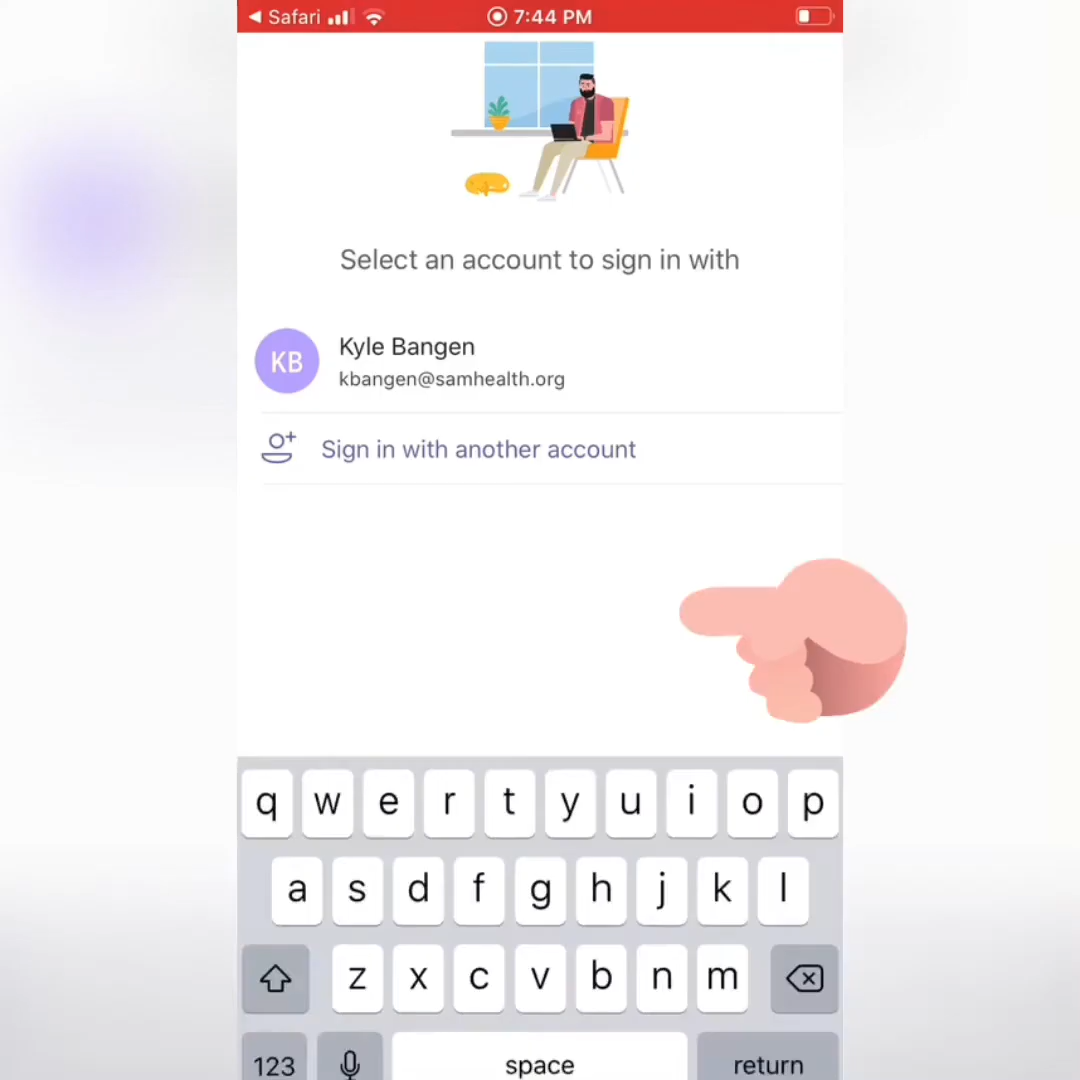 Safari 7:44 PM
Select an account to sign in with
KB
Kyle Bangen
kbangen@samhealth.org
Sign in with another account
q w e r t y u i o p
a s d f g h j k l
z x c v b n m
123 space return